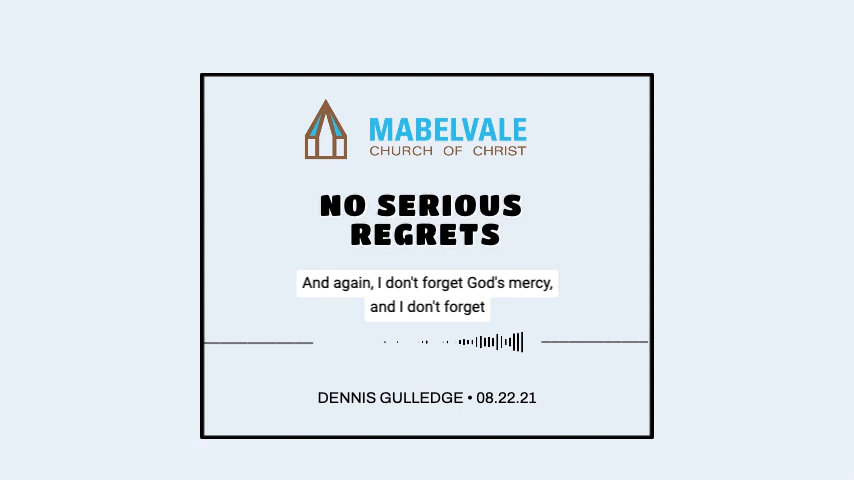 MABELVALE
CHURCH OF CHRIST
NO SERIOUS
REGRETS
And again, I don't forget God's mercy,
and I don't forget
DENNIS GULLEDGE • 08.22.21